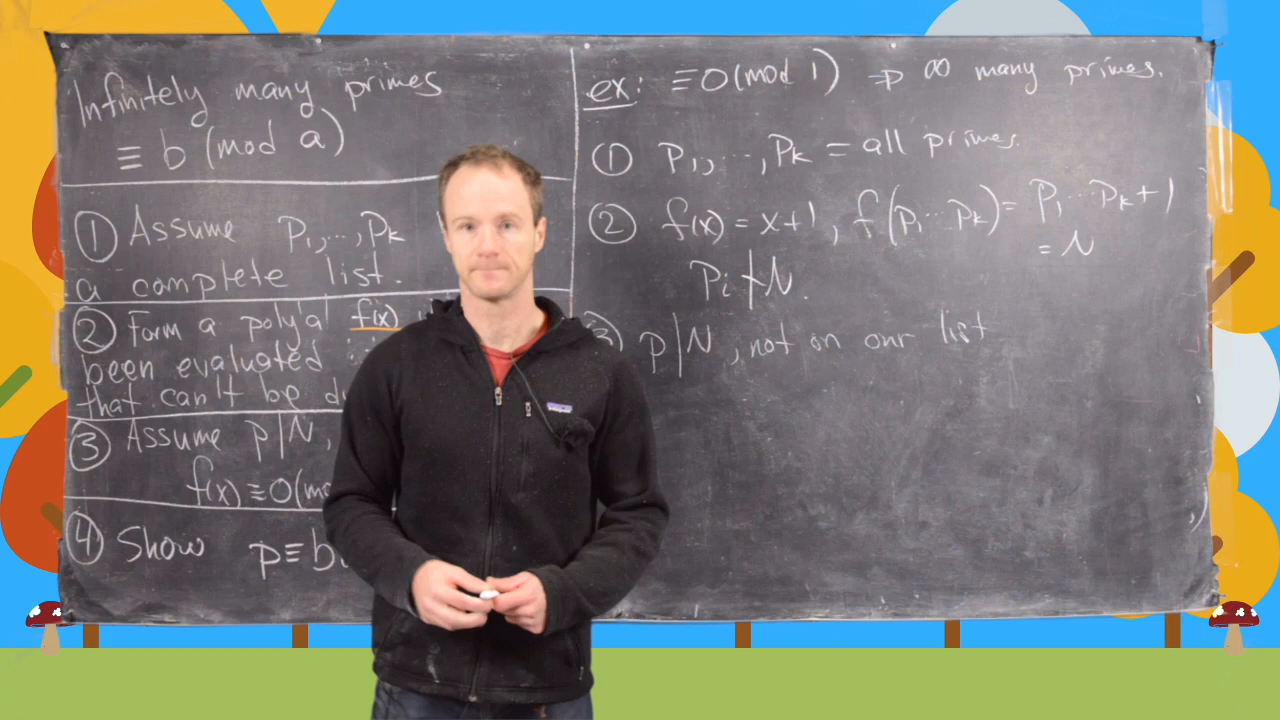 Infinitely many primes
≡ b (mod a)
① Assume P₁,...,Pₖ
a complete list.
② Form a poly'l f(x)
been evaluated
that can't be
③ Assume p|N,
f(x) ≡ 0
④ Show p ≡ b
ex: ≡ 0 (mod 1) → ∞ many primes.
① P₁,...,Pₖ = all primes.
② f(x) = x+1, f(p₁...pₖ) = p₁...pₖ+1
= N
Pᵢ ∤ N.
③ p|N, not on our list